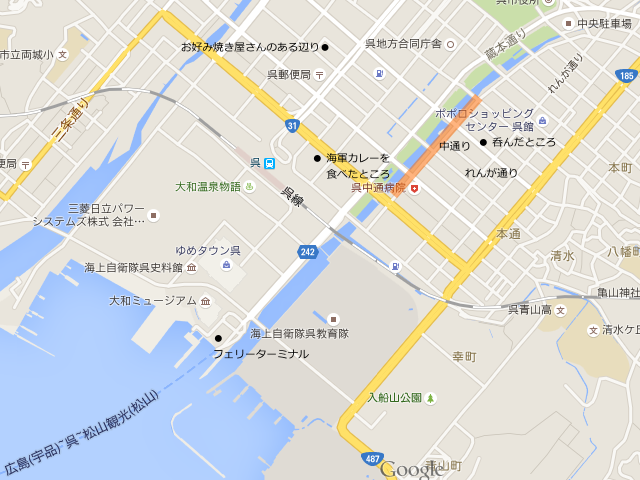 呉市役所
中央駐車場
お好み焼き屋さんのある辺り
呉地方合同庁舎
蔵本通り
市立両城小
呉郵便局
れんが通り
185
三条通り
31
ポポロショッピング
センター 呉館
中通り
呑んだところ
郵便局
呉
海軍カレーを
食べたところ
れんが通り
本町
大和温泉物語
呉線
呉中通病院
三菱日立パワー
システムズ株式 会社…
本通
清水
八幡町
ゆめタウン呉
242
海上自衛隊呉史料館
亀山神社
大和ミュージアム
呉青山高
海上自衛隊呉教育隊
清水ケ丘
フェリーターミナル
幸町
入船山公園
広島(宇品)~呉~松山観光(松山)
487
Google
青山町